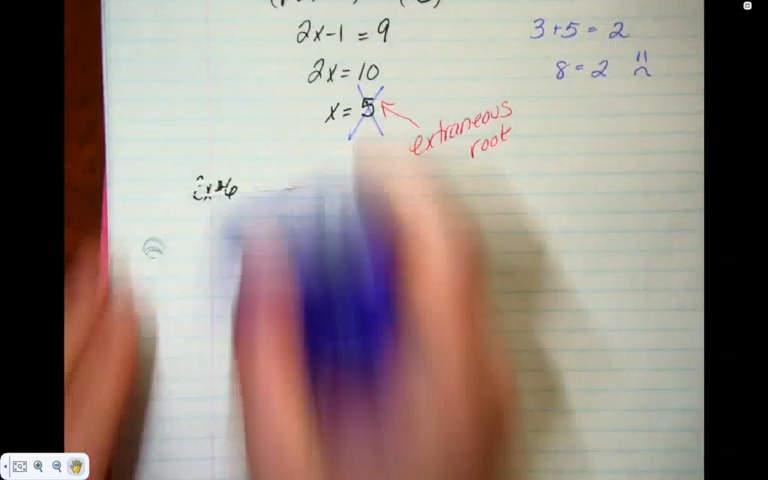 2x-1 = 9
3+5 = 2
2x = 10
8 = 2
x = 5
extraneous
root